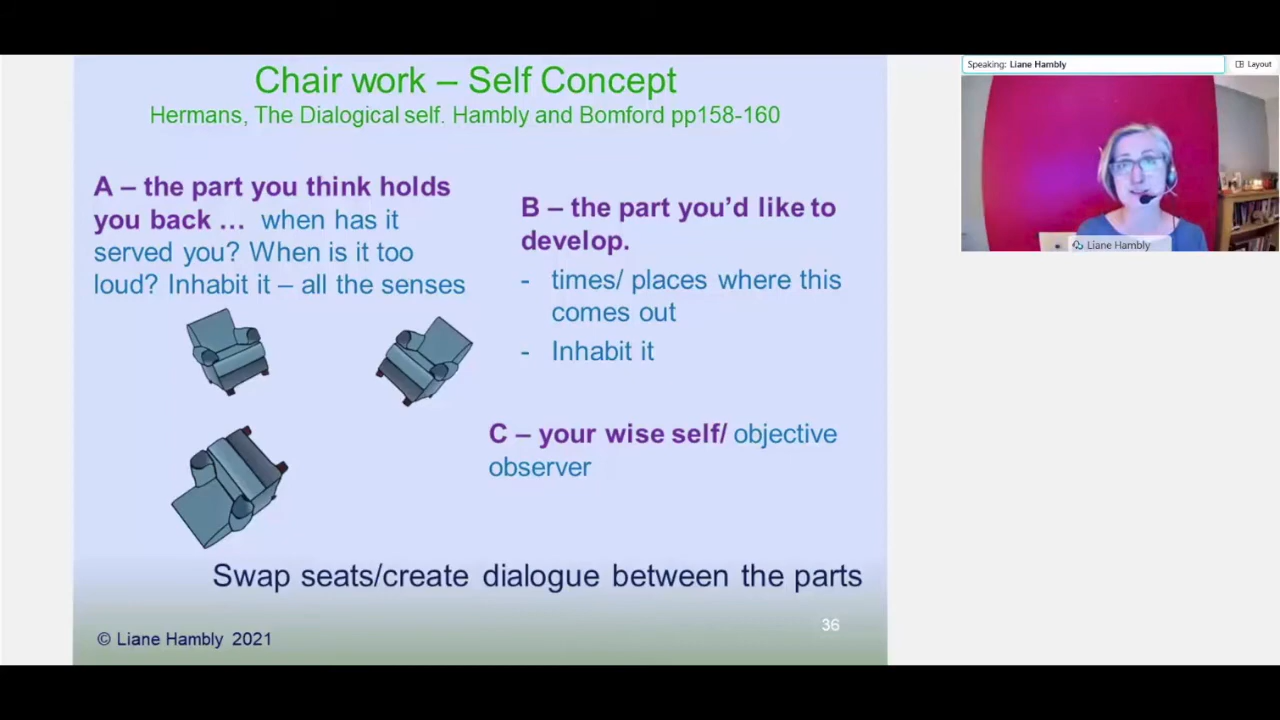 Chair work – Self Concept
Hermans, The Dialogical self. Hambly and Bomford pp158-160
A – the part you think holds
you back … when has it
served you? When is it too
loud? Inhabit it – all the senses
B – the part you’d like to
develop.
- times/ places where this
comes out
- Inhabit it
C – your wise self/ objective
observer
Swap seats/create dialogue between the parts
© Liane Hambly 2021
36
Speaking: Liane Hambly
Layout
Liane Hambly